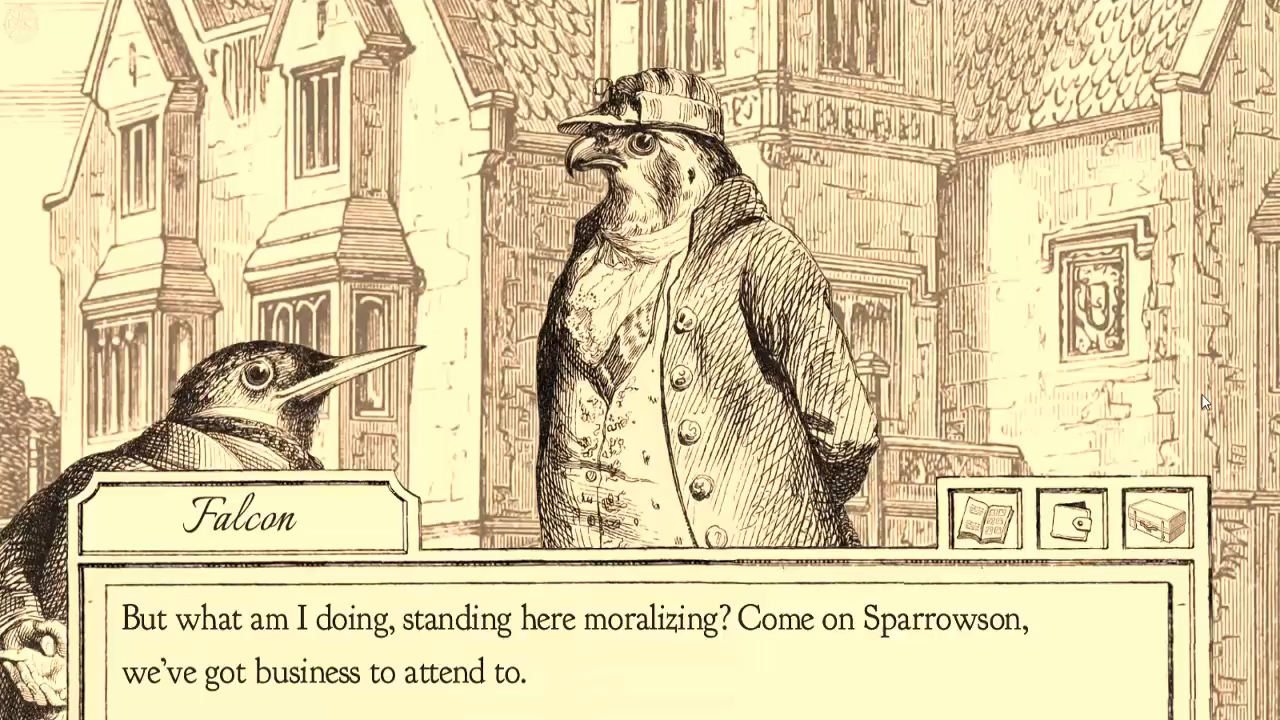 Falcon
But what am I doing, standing here moralizing? Come on Sparrowson,
we've got business to attend to.